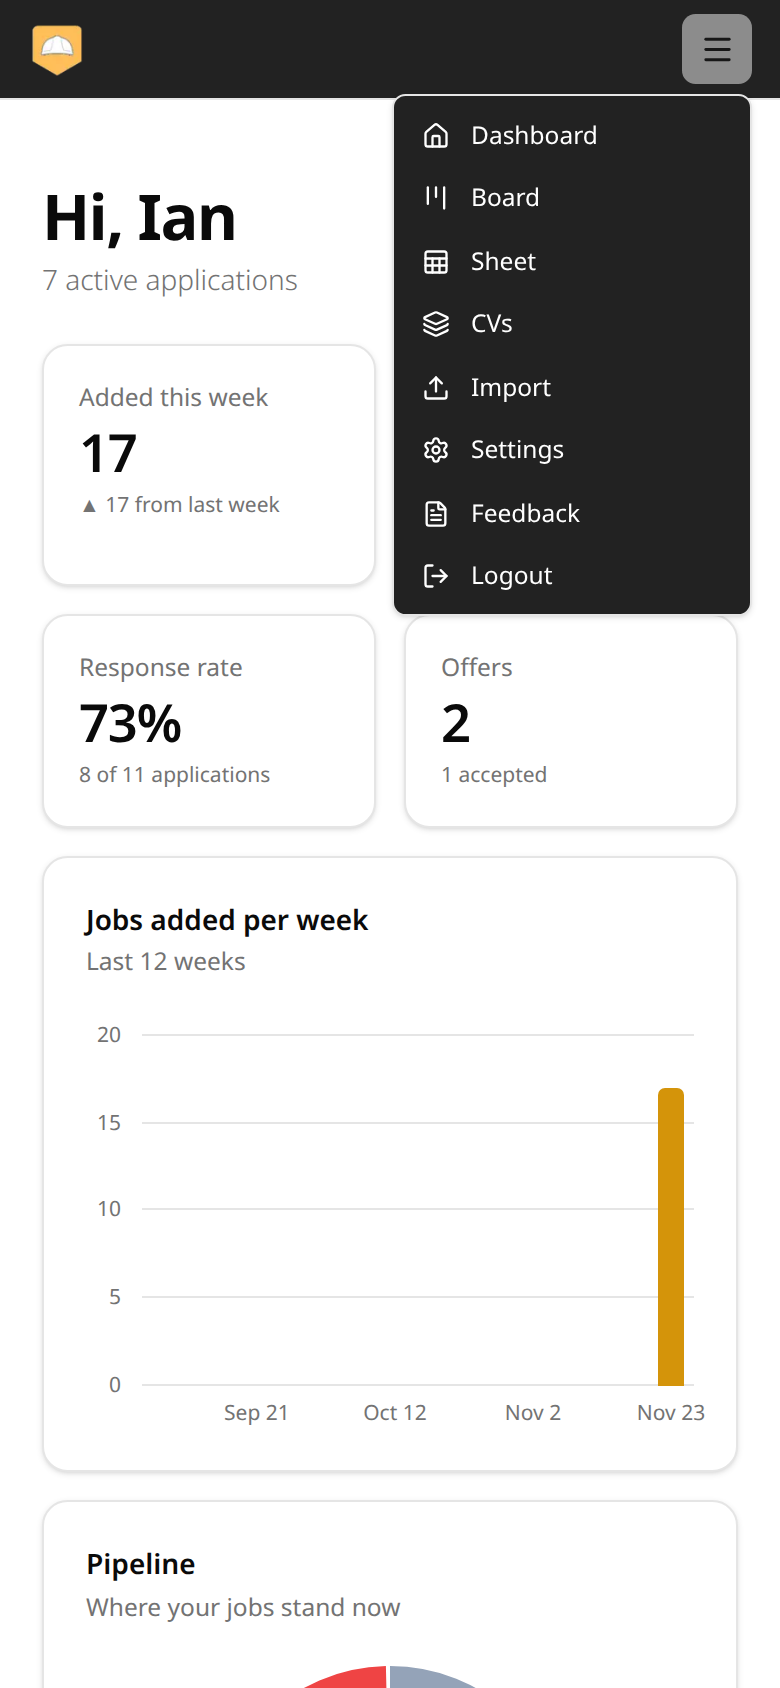 Dashboard
Board
Sheet
CVs
Import
Settings
Feedback
Logout
Hi, Ian
7 active applications
Added this week
17
▲ 17 from last week
Response rate
73%
8 of 11 applications
Offers
2
1 accepted
Jobs added per week
Last 12 weeks
20
15
10
5
0
Sep 21 Oct 12 Nov 2 Nov 23
Pipeline
Where your jobs stand now